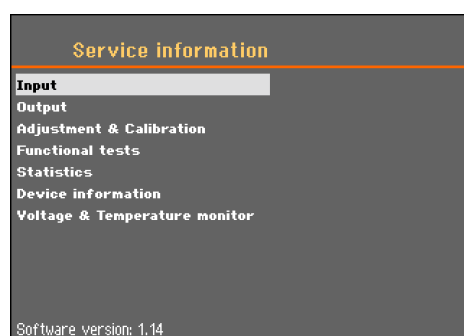 Service information
Input
Output
Adjustment & Calibration
Functional tests
Statistics
Device information
Voltage & Temperature monitor
Software version: 1.14